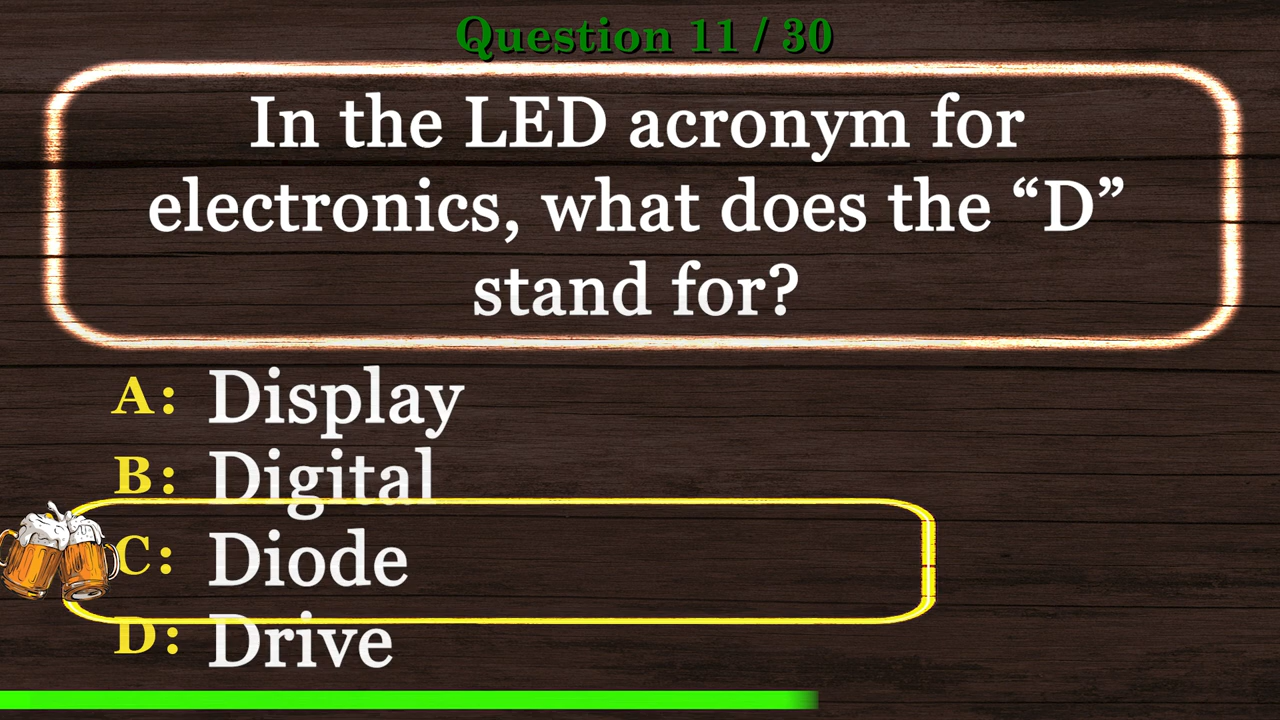 Question 11 / 30
In the LED acronym for
electronics, what does the “D”
stand for?
A: Display
B: Digital
C: Diode
D: Drive